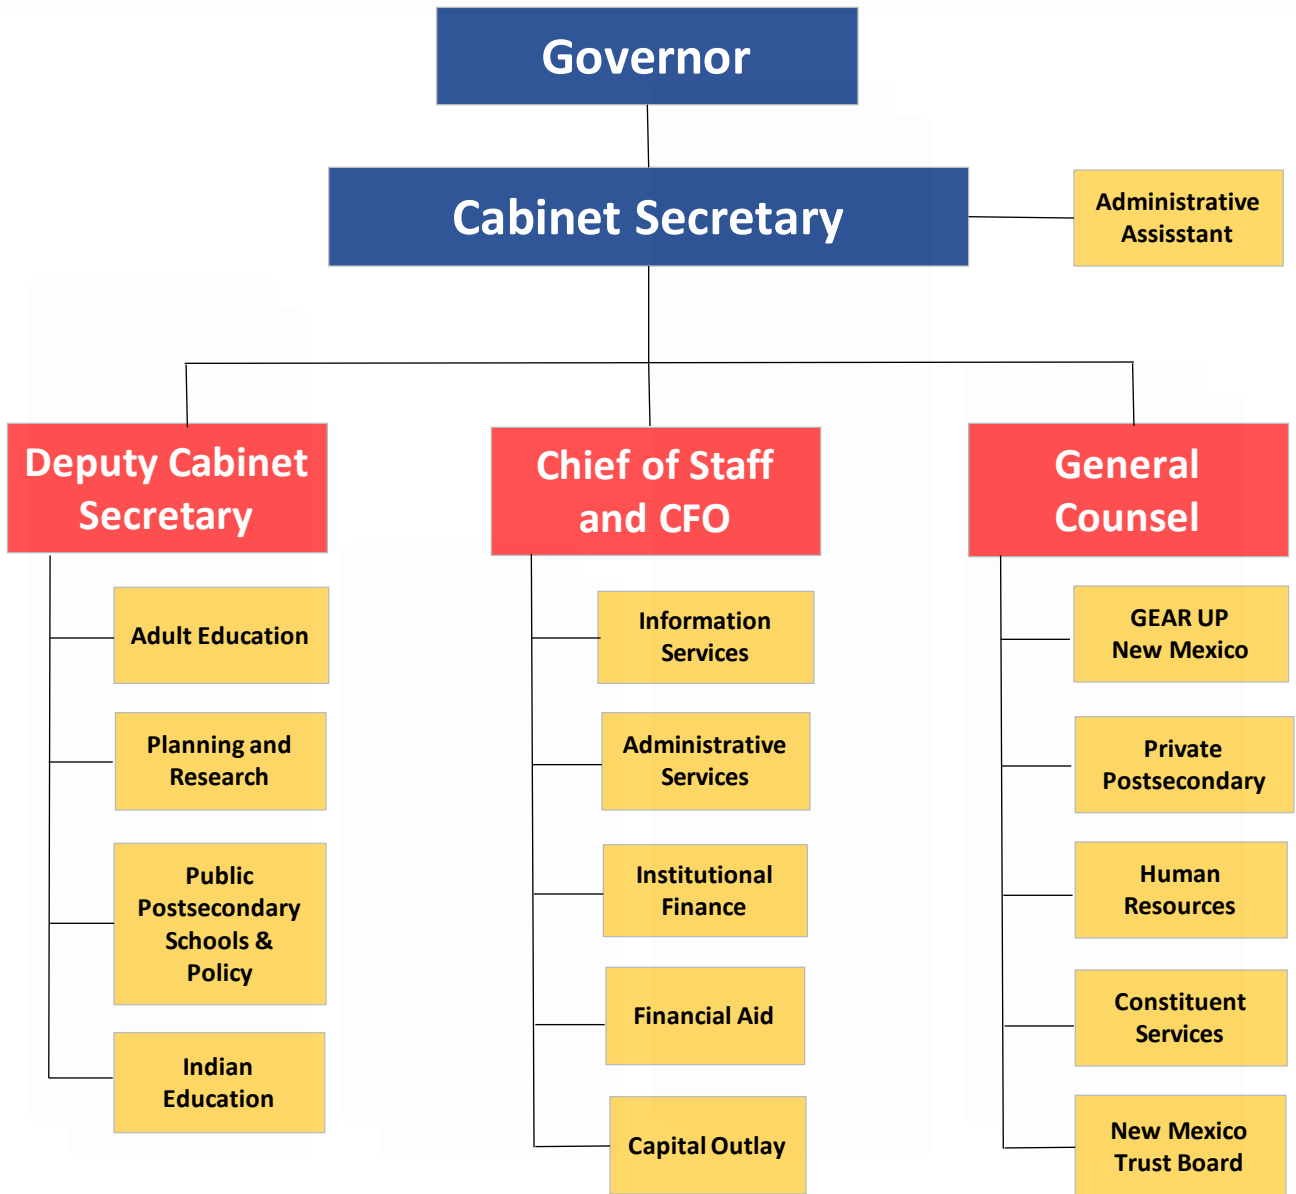 Governor
Cabinet Secretary
Administrative
Assisstant
Deputy Cabinet
Secretary
Adult Education
Planning and
Research
Public
Postsecondary
Schools &
Policy
Indian
Education
Chief of Staff
and CFO
Information
Services
Administrative
Services
Institutional
Finance
Financial Aid
Capital Outlay
General
Counsel
GEAR UP
New Mexico
Private
Postsecondary
Human
Resources
Constituent
Services
New Mexico
Trust Board